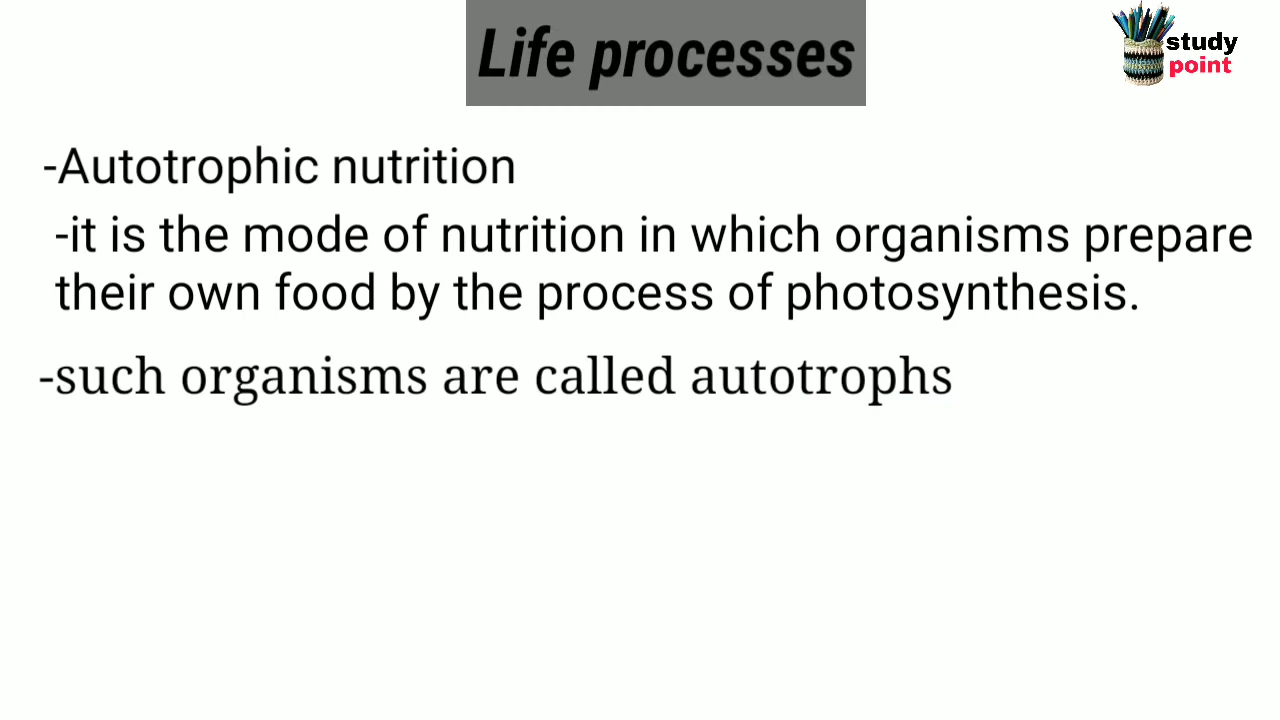 Life processes
study
point
-Autotrophic nutrition
-it is the mode of nutrition in which organisms prepare
their own food by the process of photosynthesis.
-such organisms are called autotrophs